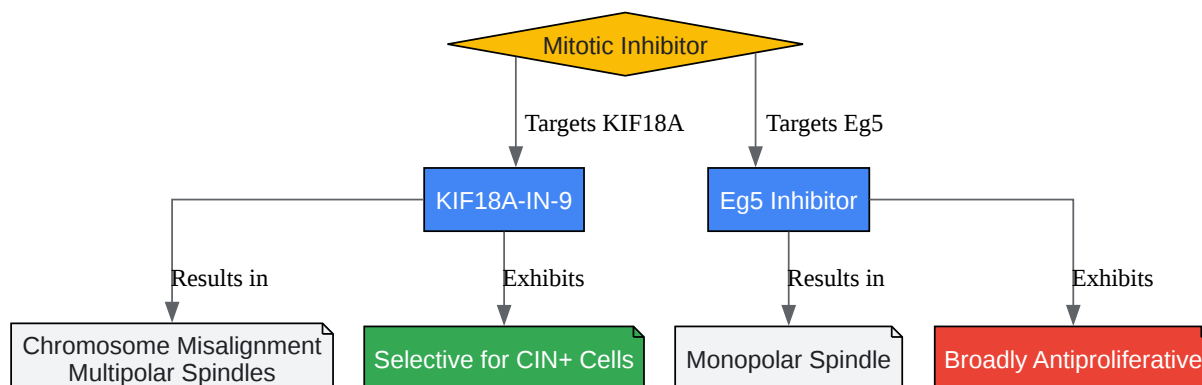 Mitotic Inhibitor
Targets KIF18A
Targets Eg5
KIF18A-IN-9
Eg5 Inhibitor
Results in
Exhibits
Results in
Exhibits
Chromosome Misalignment
Multipolar Spindles
Selective for CIN+ Cells
Monopolar Spindle
Broadly Antiproliferative